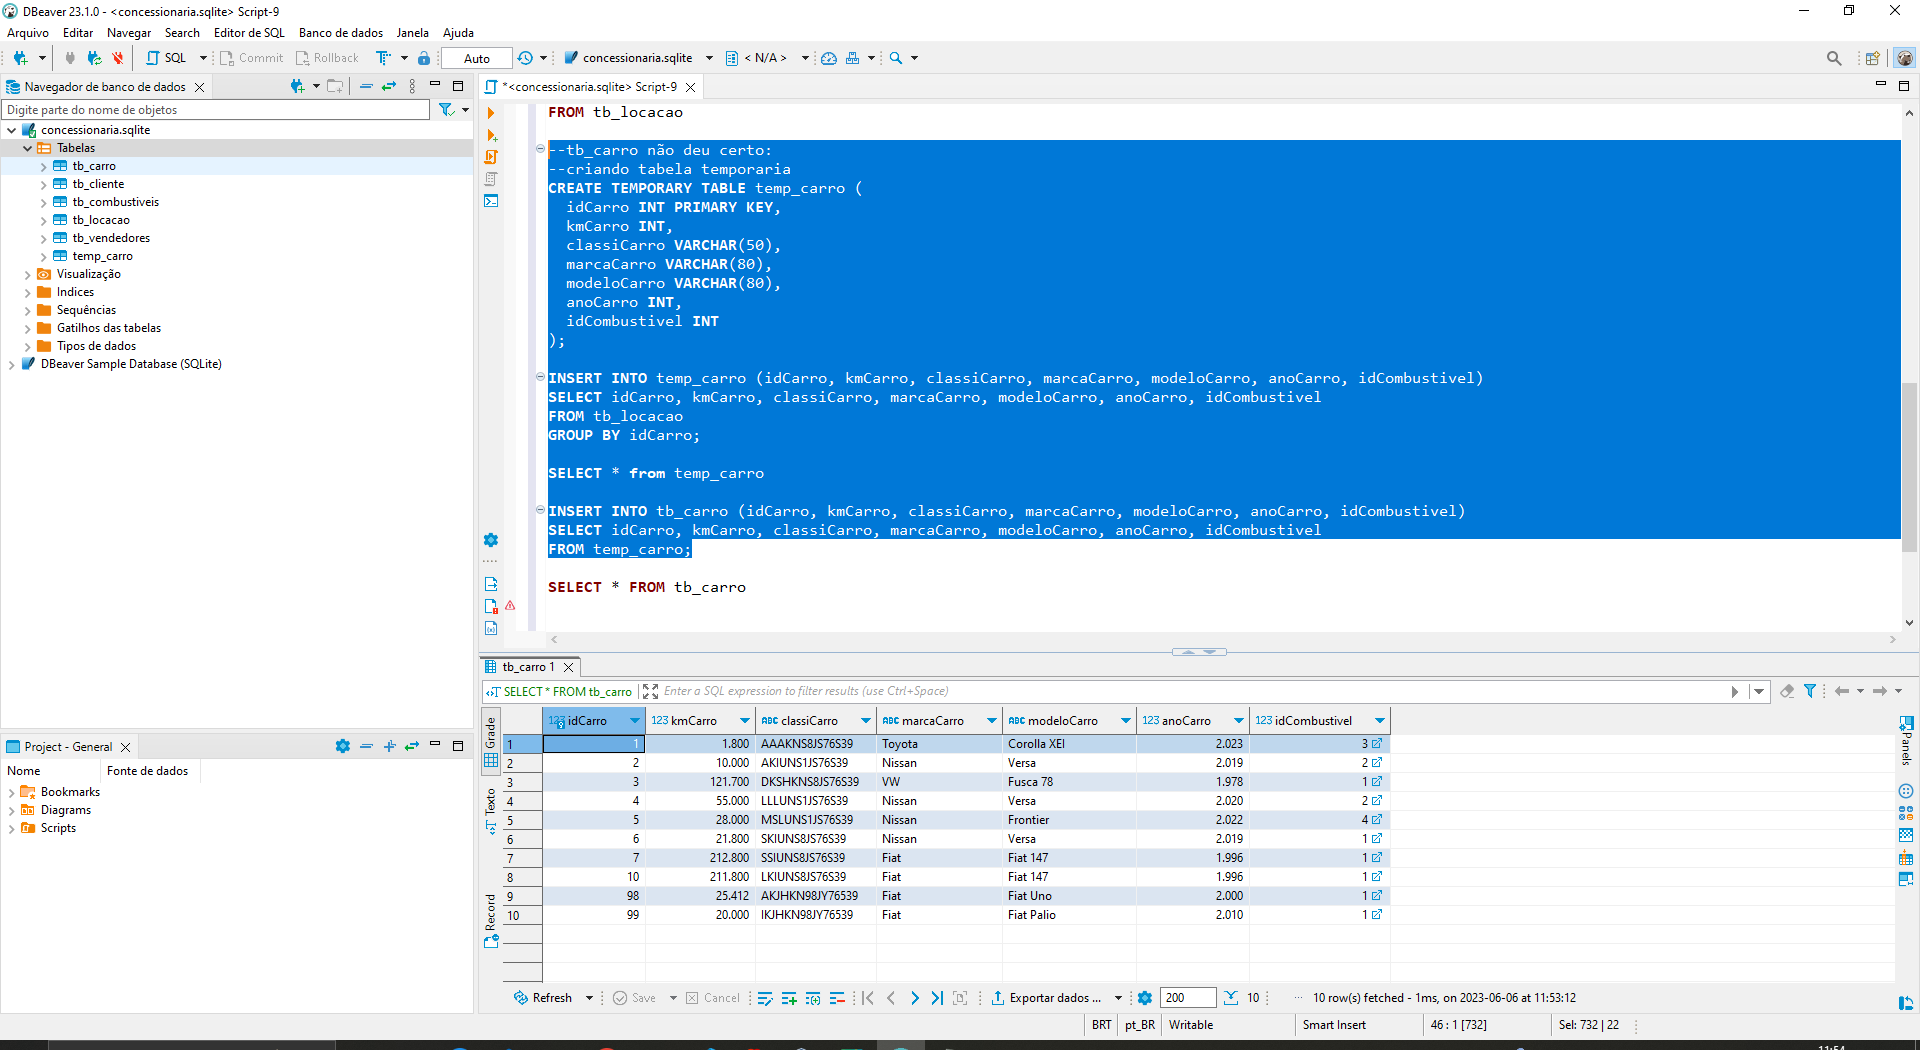 DBeaver 23.1.0 - <concessionaria.sqlite> Script-9
Arquivo Editar Navegar Search Editor de SQL Banco de dados Janela Ajuda
SQL Commit Rollback Auto concessionaria.sqlite < N/A >
Navegador de banco de dados
Digite parte do nome de objetos
concessionaria.sqlite
Tabelas
tb_carro
tb_cliente
tb_combustiveis
tb_locacao
tb_vendedores
temp_carro
Visualização
Indices
Sequências
Gatilhos das tabelas
Tipos de dados
DBeaver Sample Database (SQLite)
Project - General
Nome Fonte de dados
Bookmarks
Diagrams
Scripts
*<concessionaria.sqlite> Script-9
FROM tb_locacao
--tb_carro não deu certo:
--criando tabela temporaria
CREATE TEMPORARY TABLE temp_carro (
idCarro INT PRIMARY KEY,
kmCarro INT,
classiCarro VARCHAR(50),
marcaCarro VARCHAR(80),
modeloCarro VARCHAR(80),
anoCarro INT,
idCombustivel INT
);
INSERT INTO temp_carro (idCarro, kmCarro, classiCarro, marcaCarro, modeloCarro, anoCarro, idCombustivel)
SELECT idCarro, kmCarro, classiCarro, marcaCarro, modeloCarro, anoCarro, idCombustivel
FROM tb_locacao
GROUP BY idCarro;
SELECT * from temp_carro
INSERT INTO tb_carro (idCarro, kmCarro, classiCarro, marcaCarro, modeloCarro, anoCarro, idCombustivel)
SELECT idCarro, kmCarro, classiCarro, marcaCarro, modeloCarro, anoCarro, idCombustivel
FROM temp_carro;
SELECT * FROM tb_carro
tb_carro 1
SELECT * FROM tb_carro Enter a SQL expression to filter results (use Ctrl+Space)
Grade
Texto
Record
Panels
123 idCarro 123 kmCarro ABC classiCarro ABC marcaCarro ABC modeloCarro 123 anoCarro 123 idCombustivel
1 1 1.800 AAAKNS8JS76S39 Toyota Corolla XEI 2.023 3
2 2 10.000 AKIUNS1JS76S39 Nissan Versa 2.019 2
3 3 121.700 DKSHKNS8JS76S39 VW Fusca 78 1.978 1
4 4 55.000 LLLUNS1JS76S39 Nissan Versa 2.020 2
5 5 28.000 MSLUNS1JS76S39 Nissan Frontier 2.022 4
6 6 21.800 SKIUNS8JS76S39 Nissan Versa 2.019 1
7 7 212.800 SSIUNS8JS76S39 Fiat Fiat 147 1.996 1
8 10 211.800 LKIUNS8JS76S39 Fiat Fiat 147 1.996 1
9 98 25.412 AKJHKN98JY76539 Fiat Fiat Uno 2.000 1
10 99 20.000 IKJHKN98JY76539 Fiat Fiat Palio 2.010 1
Refresh Save Cancel Exportar dados ... 200 10 ... 10 row(s) fetched - 1ms, on 2023-06-06 at 11:53:12
BRT pt_BR Writable Smart Insert 46 : 1 [732] Sel: 732 | 22